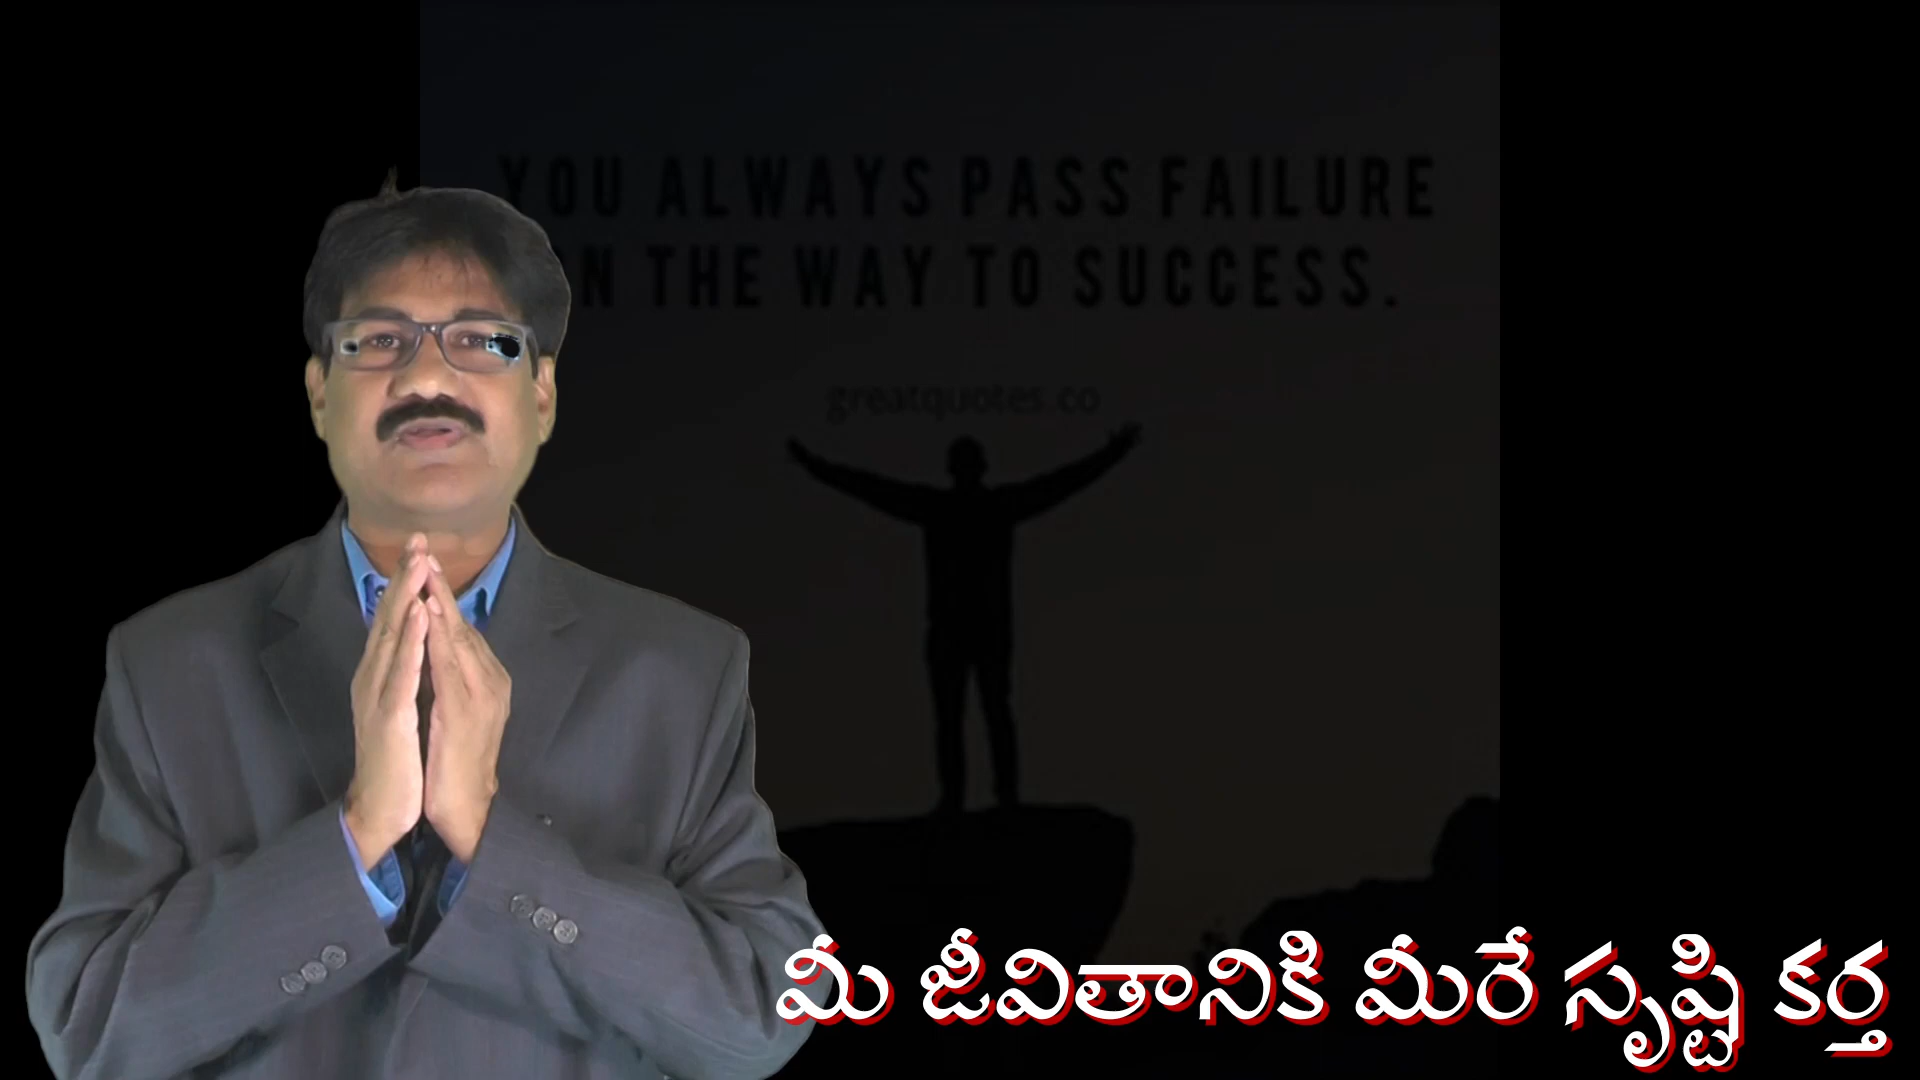 YOU ALWAYS PASS FAILURE
ON THE WAY TO SUCCESS.
greatquotes.co
మీ జీవితానికి మీరే సృష్టి కర్త